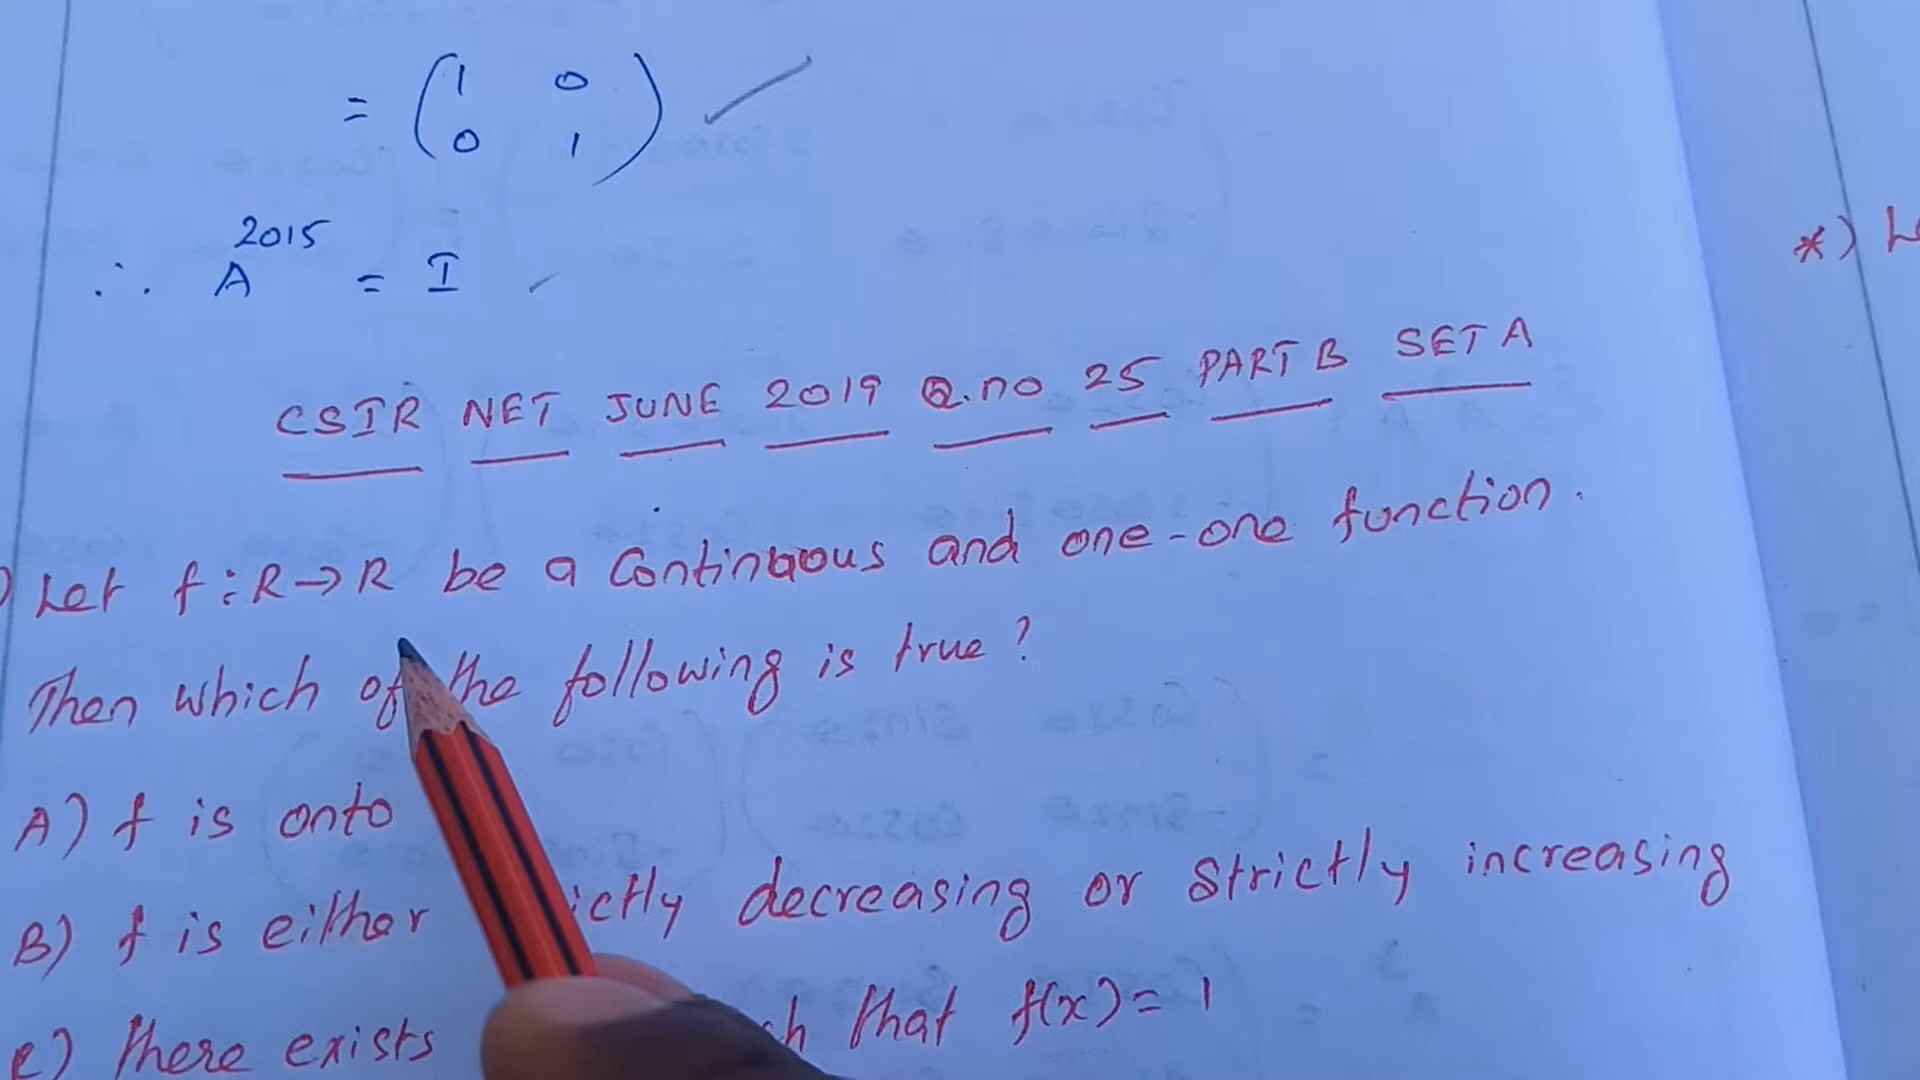 = (1 0
0 1)
∴ A^2015 = I
CSIR NET JUNE 2019 Q.no 25 PART B SET A
) Let f:R→R be a Continuous and one-one function.
Then which of the following is true?
A) f is onto
B) f is either ictly decreasing or strictly increasing
C) there exists ch that f(x)=1
*) L